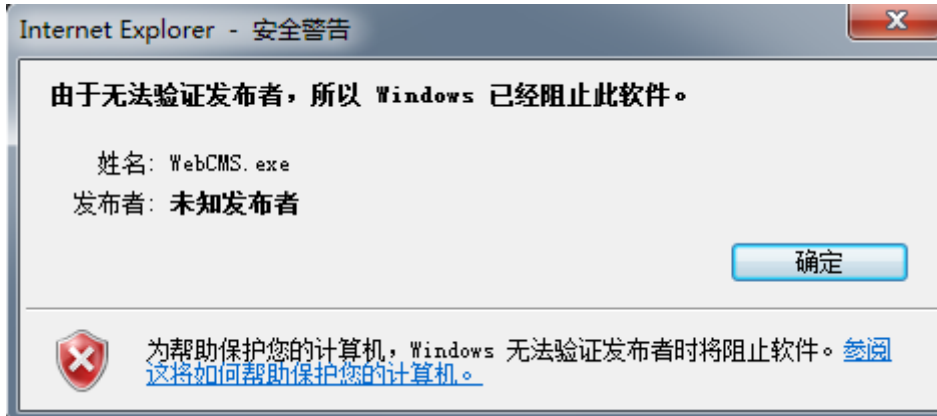 Internet Explorer - 安全警告
由于无法验证发布者，所以 Windows 已经阻止此软件。
姓名: WebCMS.exe
发布者: 未知发布者
确定
为帮助保护您的计算机，Windows 无法验证发布者时将阻止软件。参阅
这将如何帮助保护您的计算机。